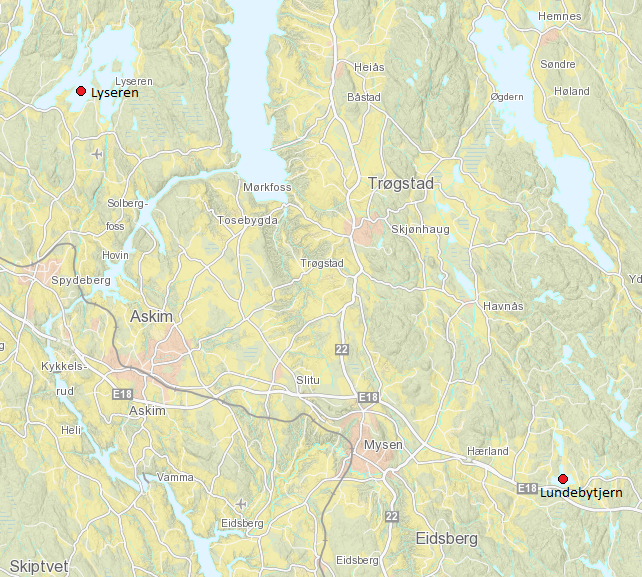 Hemnes
Søndre
Høland
Heiås
Lyseren
Lyseren
Båstad
Øgdern
Mørkfoss
Trøgstad
Solberg-
foss
Tosebygda
Skjønhaug
Hovin
Trøgstad
Spydeberg
Yd
Havnås
Askim
g
22
Kykkels-
rud
Slitu
E18
E18
Askim
Heli
Mysen
Hærland
Vamma
E18
Lundebytjern
22
Eidsberg
Eidsberg
Eidsberg
Skiptvet